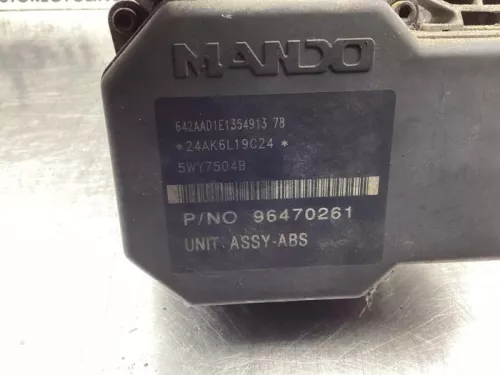 MANDO
642AAD1E1354913 78
*24AK6L19C24 *
5WY7504B
P/NO 96470261
UNIT ASSY-ABS